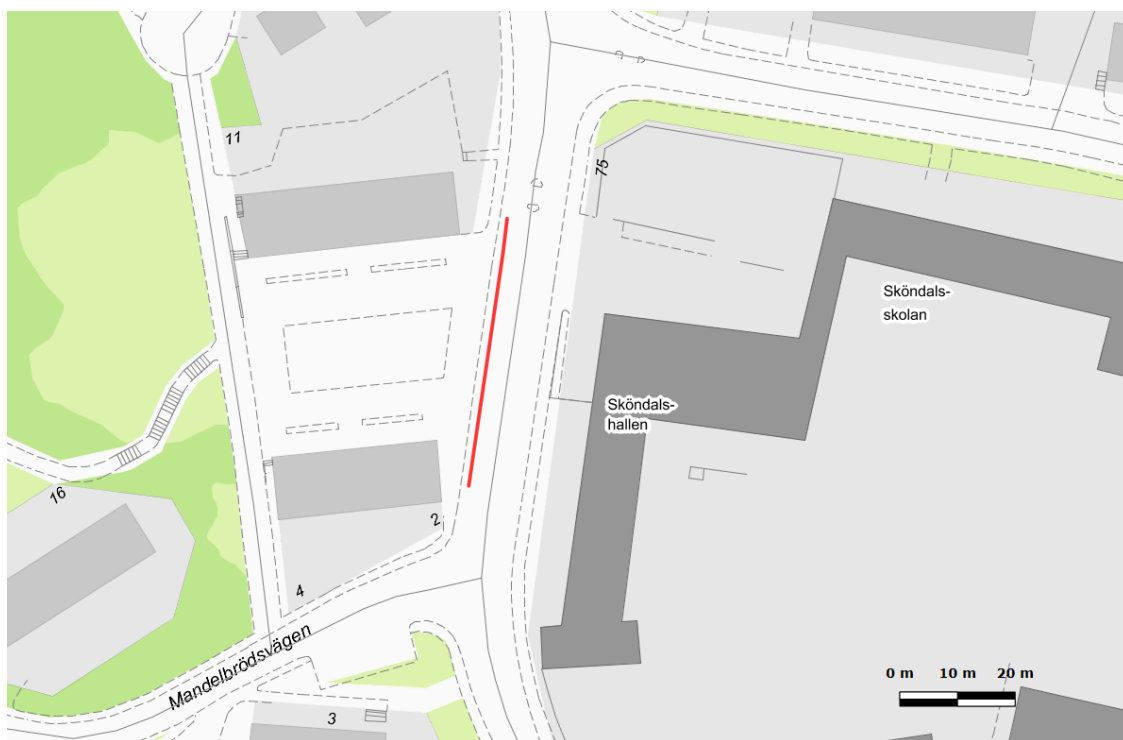 11
75
Sköndals-
skolan
Sköndals-
hallen
16
2
4
Mandelbrödsvägen
3
0 m 10 m 20 m